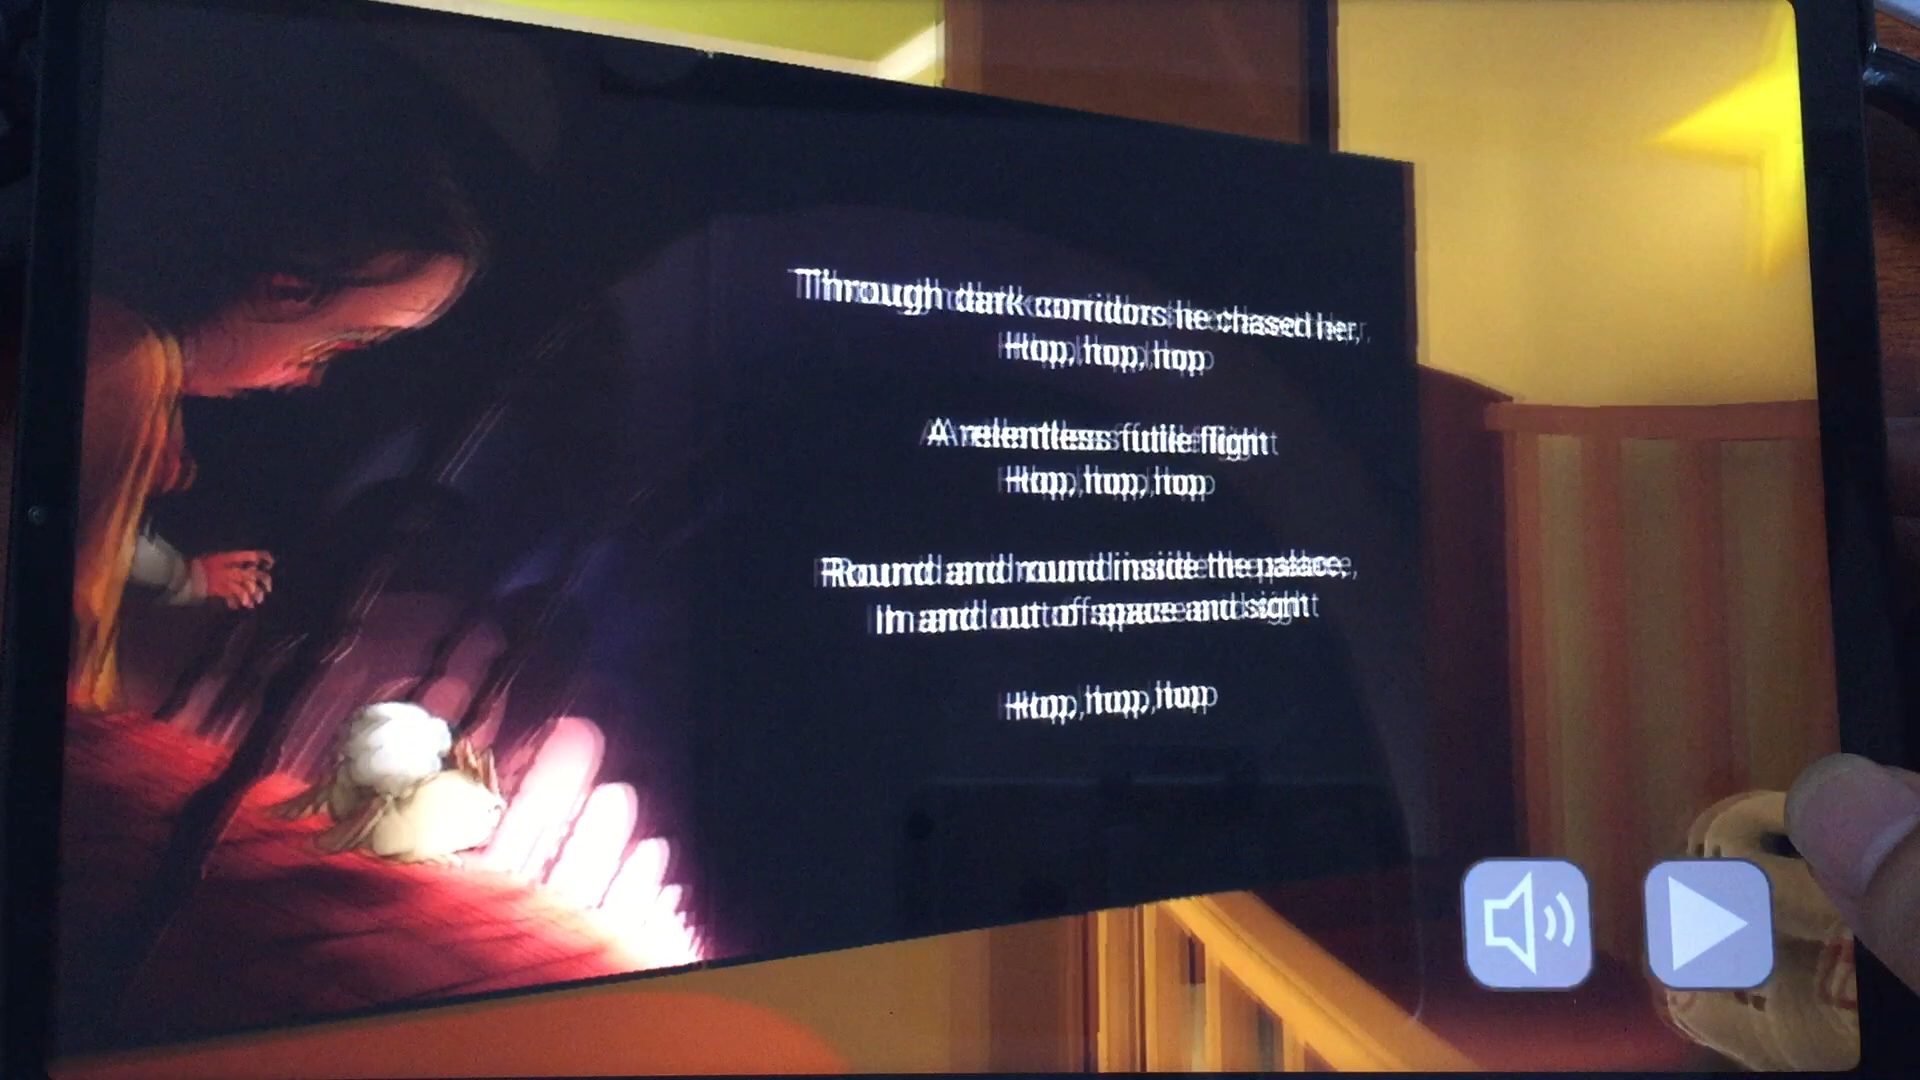 Through dark corridors he chased her,
Hop, hop, hop
A relentless futile flight
Hop, hop, hop
Round and round inside the palace,
In and out of space and sight
Hop, hop, hop